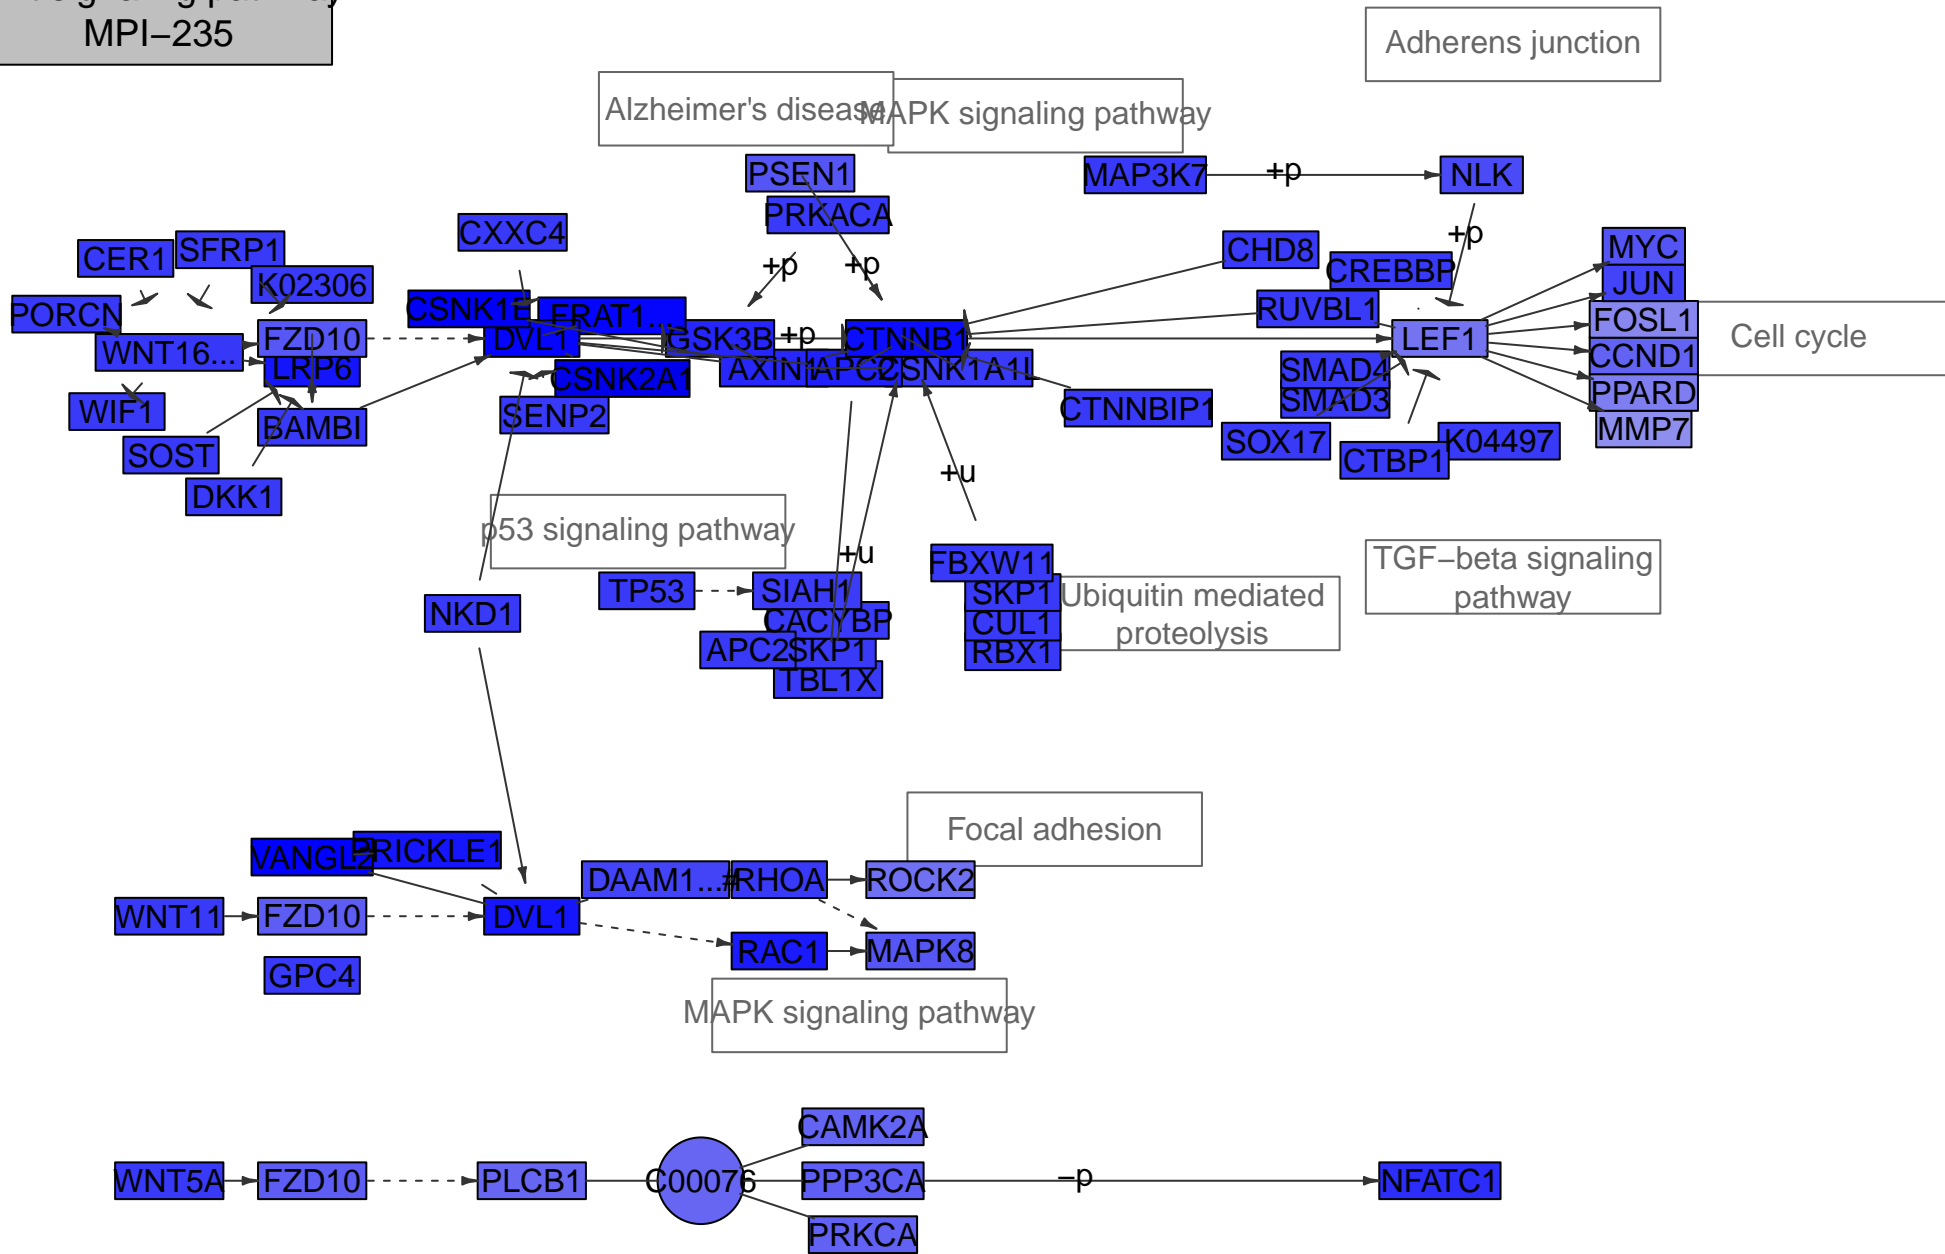 signaling pathway
MPI−235
Adherens junction
Alzheimer's disease
MAPK signaling pathway
PSEN1
PRKACA
MAP3K7
+p
NLK
CXXC4
CER1
SFRP1
K02306
PORCN
WNT16...
FZD10
LRP6
WIF1
BAMBI
SOST
DKK1
CSNK1E
FRAT1...
DVL1
GSK3B
+p
+p
+p
CTNNB1
AXIN1
APC2
CSNK1A1L
CSNK2A1
SENP2
CHD8
CREBBP
+p
RUVBL1
LEF1
SMAD4
SMAD3
CTNNBIP1
SOX17
CTBP1
K04497
MYC
JUN
FOSL1
CCND1
PPARD
MMP7
Cell cycle
+u
p53 signaling pathway
+u
TP53
SIAH1
CACYBP
APC2
SKP1
TBL1X
NKD1
FBXW11
SKP1
CUL1
RBX1
Ubiquitin mediated
proteolysis
TGF−beta signaling
pathway
Focal adhesion
VANGL2
PRICKLE1
DAAM1...
RHOA
ROCK2
WNT11
FZD10
DVL1
RAC1
MAPK8
GPC4
MAPK signaling pathway
CAMK2A
WNT5A
FZD10
PLCB1
C00076
PPP3CA
−p
NFATC1
PRKCA